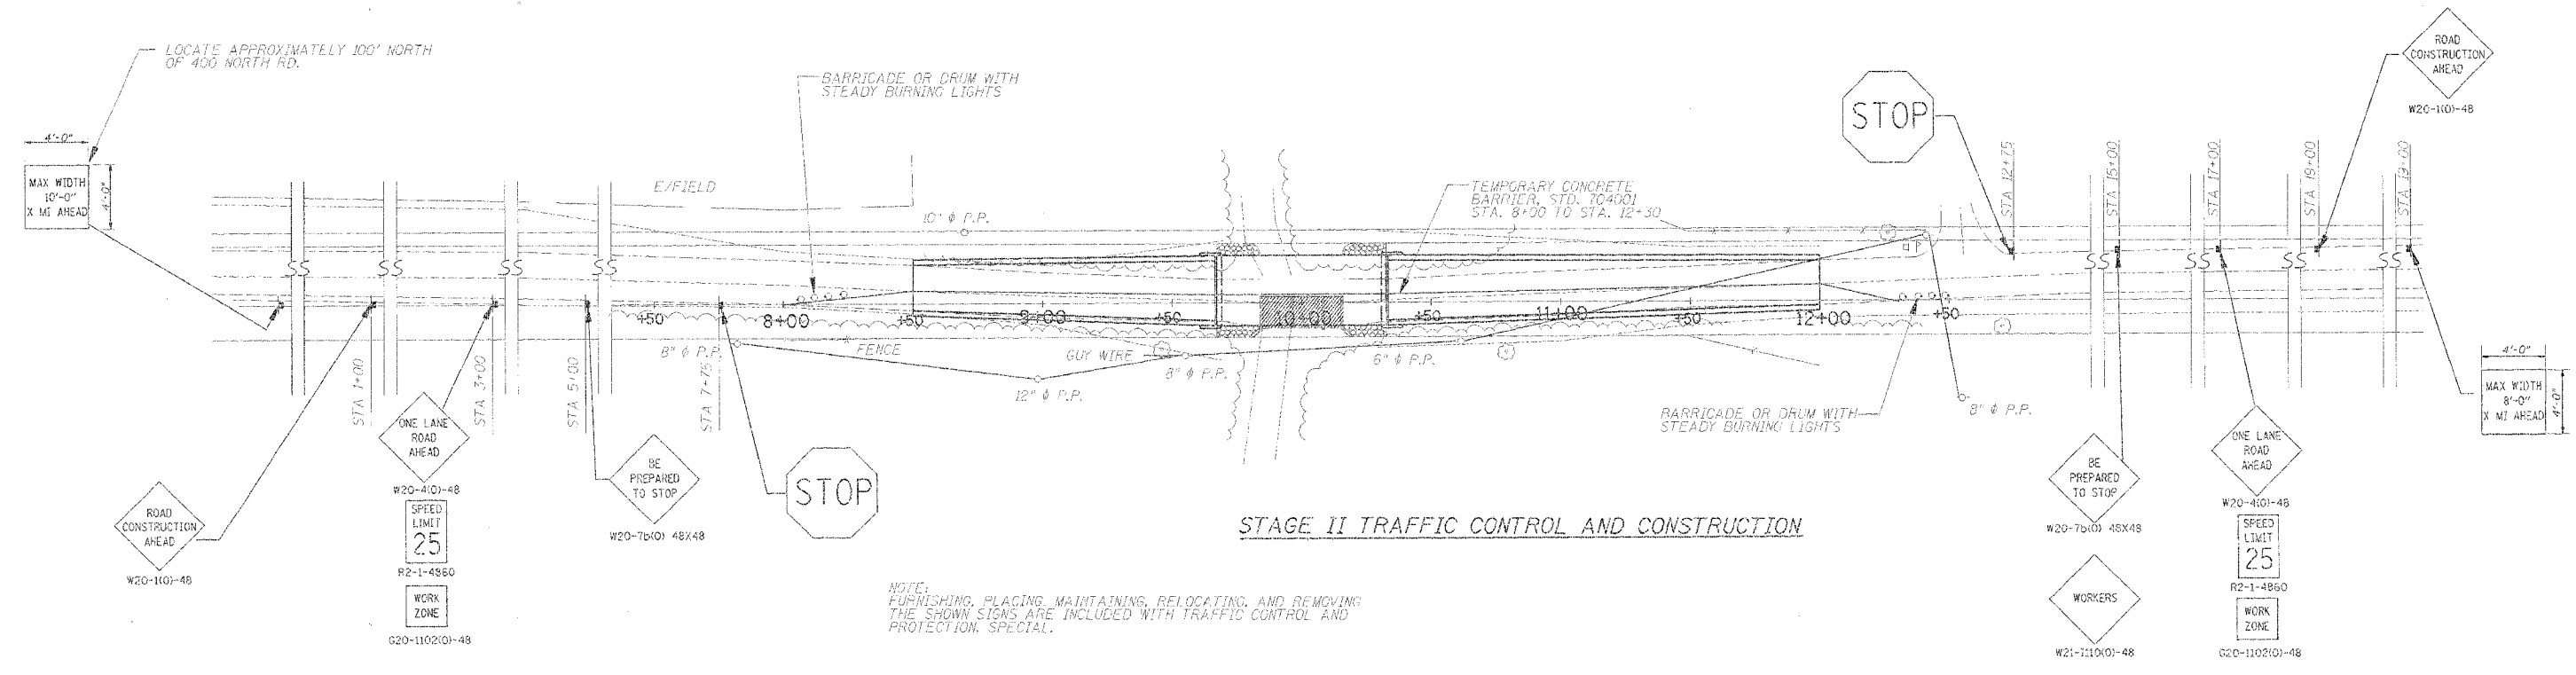 LOCATE APPROXIMATELY 100' NORTH
OF 400 NORTH RD.
4'-0"
4'-0"
MAX WIDTH
10'-0"
X MI AHEAD
BARRICADE OR DRUM WITH
STEADY BURNING LIGHTS
E/FIELD
10" ϕ P.P.
TEMPORARY CONCRETE
BARRIER, STD. 704001
STA. 8+00 TO STA. 12+30
STOP
ROAD
CONSTRUCTION
AHEAD
W20-1(O)-48
STA 12+75
STA 15+00
STA 17+00
STA 19+00
STA 19+00
+50
8+00
+50
9+00
+50
10+00
+50
11+00
+50
12+00
+50
8" ϕ P.P.
FENCE
GUY WIRE
8" ϕ P.P.
12" ϕ P.P.
6" ϕ P.P.
8" ϕ P.P.
BARRICADE OR DRUM WITH
STEADY BURNING LIGHTS
STA 1+00
STA 3+00
STA 5+00
STA 7+75
ROAD
CONSTRUCTION
AHEAD
W20-1(O)-48
ONE LANE
ROAD
AHEAD
W20-4(O)-48
SPEED
LIMIT
25
R2-1-4860
WORK
ZONE
G20-1102(O)-48
BE
PREPARED
TO STOP
W20-7b(O) 48X48
STOP
STAGE II TRAFFIC CONTROL AND CONSTRUCTION
NOTE:
FURNISHING, PLACING, MAINTAINING, RELOCATING, AND REMOVING
THE SHOWN SIGNS ARE INCLUDED WITH TRAFFIC CONTROL AND
PROTECTION, SPECIAL.
BE
PREPARED
TO STOP
W20-7b(O) 48X48
WORKERS
W21-1110(O)-48
ONE LANE
ROAD
AHEAD
W20-4(O)-48
SPEED
LIMIT
25
R2-1-4860
WORK
ZONE
G20-1102(O)-48
4'-0"
4'-0"
MAX WIDTH
8'-0"
X MI AHEAD